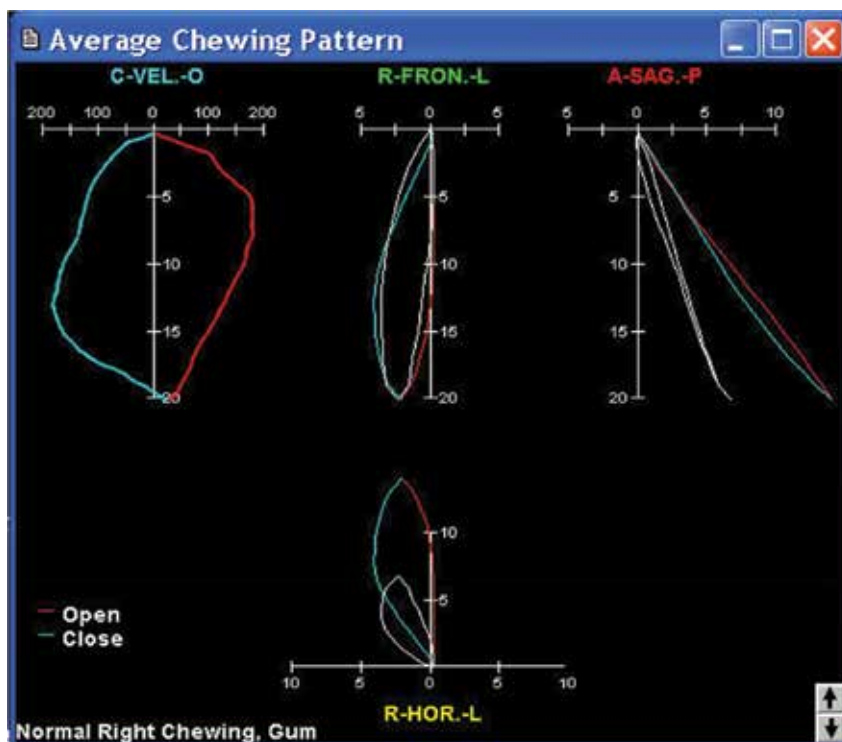 Average Chewing Pattern
C-VEL.-O R-FRON.-L A-SAG.-P
200 100 0 100 200 5 0 5 5 0 5 10
5 5 5
10 10 10
15 15 15
20 20 20
10
5
Open
Close
10 5 0 5 10
R-HOR.-L
Normal Right Chewing, Gum